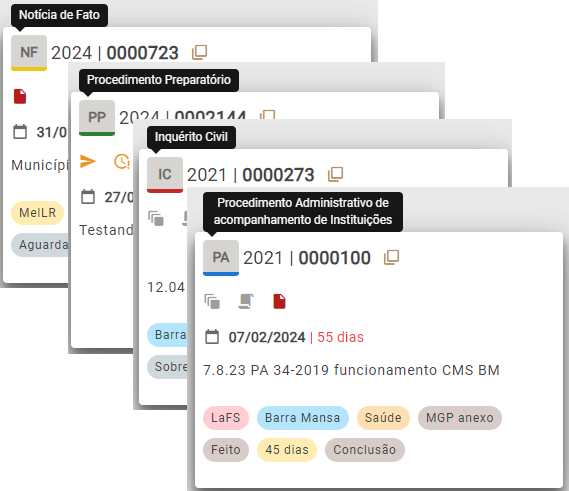 Notícia de Fato
NF 2024 | 0000723
31/0
Municípi
MelLR
Aguarda
Procedimento Preparatório
PP 2024 | 0002144
27/0
Testand
Inquérito Civil
IC 2021 | 0000273
12.04
Barra
Sobre
Procedimento Administrativo de
acompanhamento de Instituições
PA 2021 | 0000100
07/02/2024 | 55 dias
7.8.23 PA 34-2019 funcionamento CMS BM
LaFS Barra Mansa Saúde MGP anexo
Feito 45 dias Conclusão